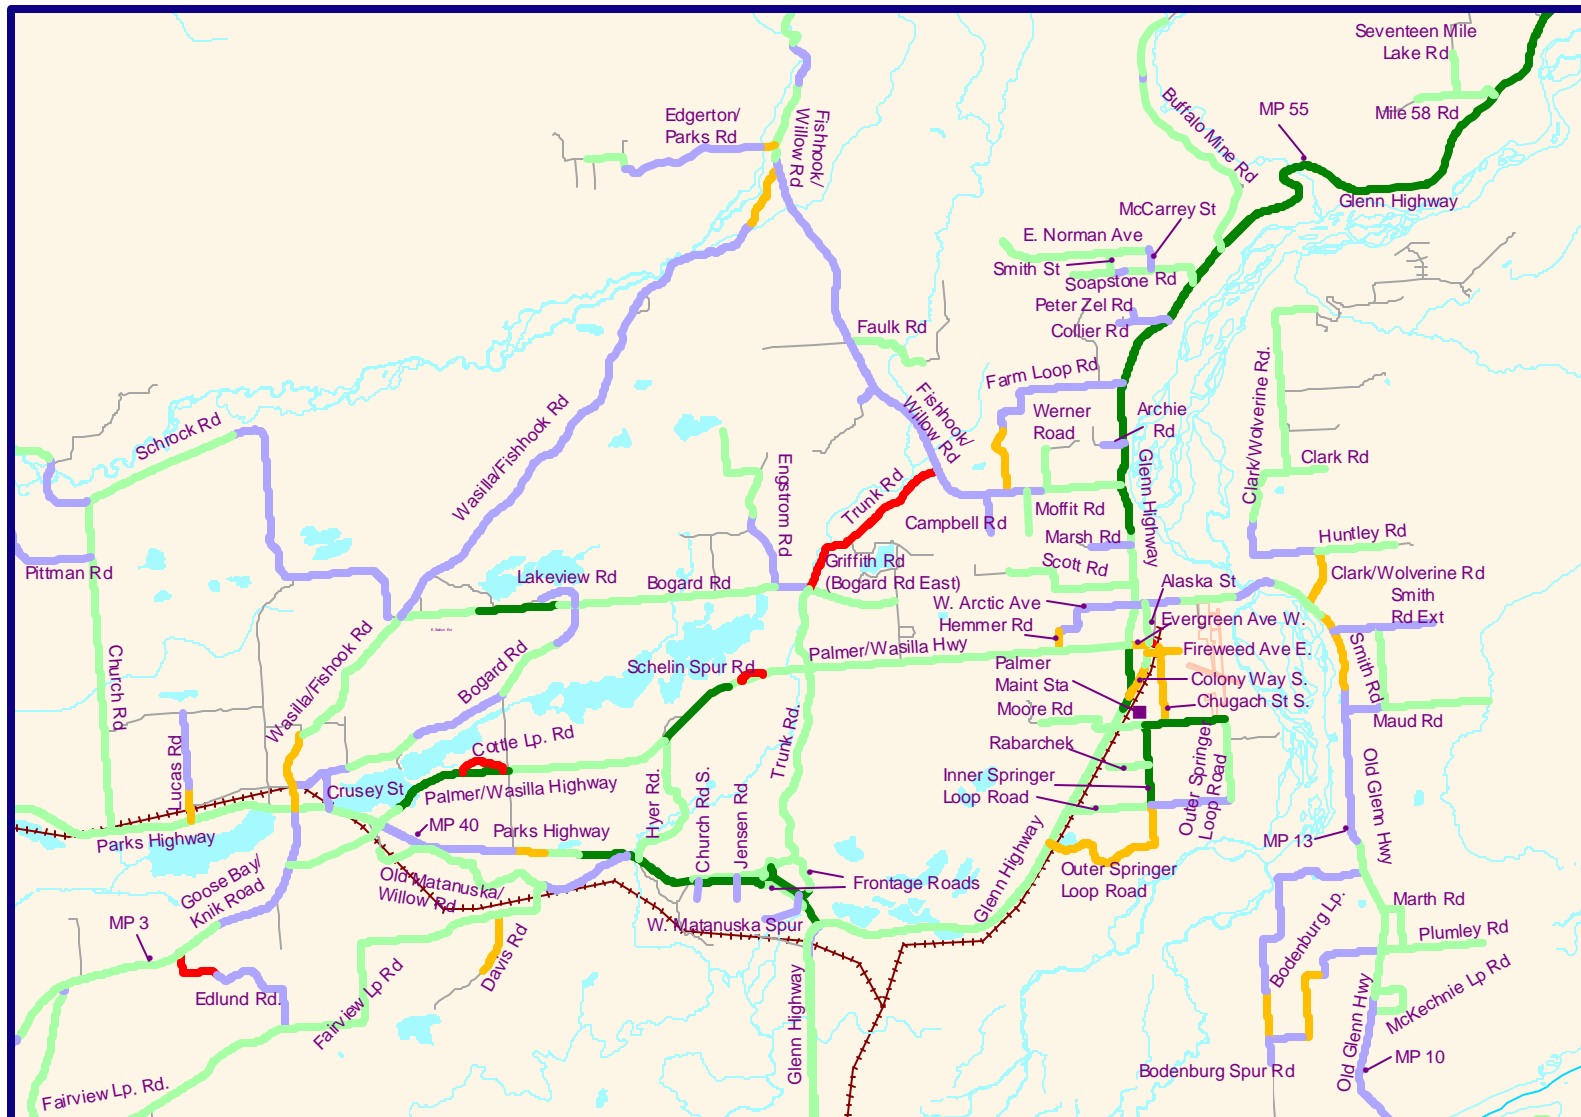 Seventeen Mile
Lake Rd
Mile 58 Rd
MP 55
Buffalo Mine Rd
Glenn Highway
Edgerton/
Parks Rd
Fishhook/
Willow Rd
McCarrey St
E. Norman Ave
Smith St
Soapstone Rd
Peter Zel Rd
Collier Rd
Faulk Rd
Farm Loop Rd
Fishhook/
Willow Rd
Werner
Road
Archie
Rd
Clark/Wolverine Rd.
Clark Rd
Schrock Rd
Wasilla/Fishhook Rd
Engstrom Rd
Trunk Rd
Glenn Highway
Campbell Rd
Moffit Rd
Marsh Rd
Huntley Rd
Pittman Rd
Lakeview Rd
Bogard Rd
Griffith Rd
(Bogard Rd East)
Scott Rd
Alaska St
Clark/Wolverine Rd
Smith
Rd Ext
W. Arctic Ave
Hemmer Rd
Evergreen Ave W.
Fireweed Ave E.
Church Rd
Wasilla/Fishook Rd
Bogard Rd
Schelin Spur Rd
Palmer/Wasilla Hwy
Palmer
Maint Sta
Colony Way S.
Chugach St S.
Smith Rd
Moore Rd
Maud Rd
Lucas Rd
Cottle Lp. Rd
Trunk Rd.
Rabarchek
Outer Springer
Loop Road
Crusey St
Palmer/Wasilla Highway
Hyer Rd.
Inner Springer
Loop Road
Old Glenn Hwy
Parks Highway
MP 40
Parks Highway
Church Rd S.
Jensen Rd
MP 13
Goose Bay/
Knik Road
Old Matanuska/
Willow Rd
Frontage Roads
Glenn Highway
Outer Springer
Loop Road
Bodenburg Lp.
Marth Rd
MP 3
W. Matanuska Spur
Plumley Rd
Davis Rd
Edlund Rd.
Fairview Lp Rd
Glenn Highway
McKechnie Lp Rd
Old Glenn Hwy
MP 10
Bodenburg Spur Rd
Fairview Lp. Rd.